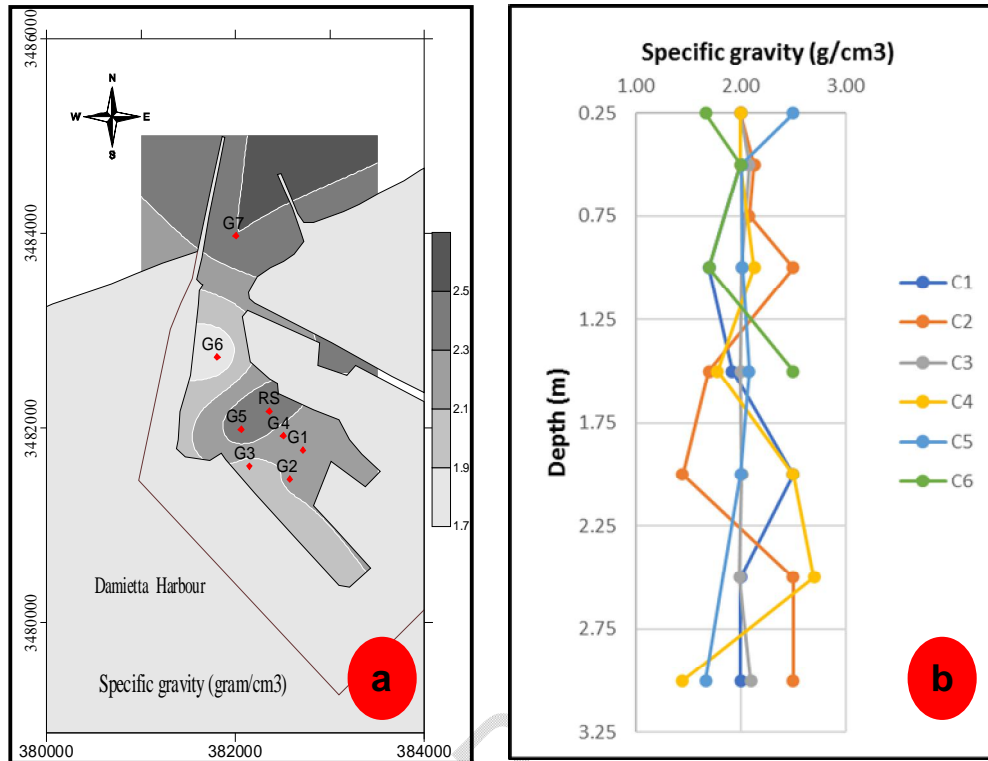 3486000
3484000
3482000
3480000
N
W E
S
G7
G6
RS
G5
G4
G1
G3
G2
2.5
2.3
2.1
1.9
1.7
Damietta Harbour
Specific gravity (gram/cm3)
a
380000 382000 384000
Specific gravity (g/cm3)
1.00 2.00 3.00
Depth (m)
0.25
0.75
1.25
1.75
2.25
2.75
3.25
C1
C2
C3
C4
C5
C6
b